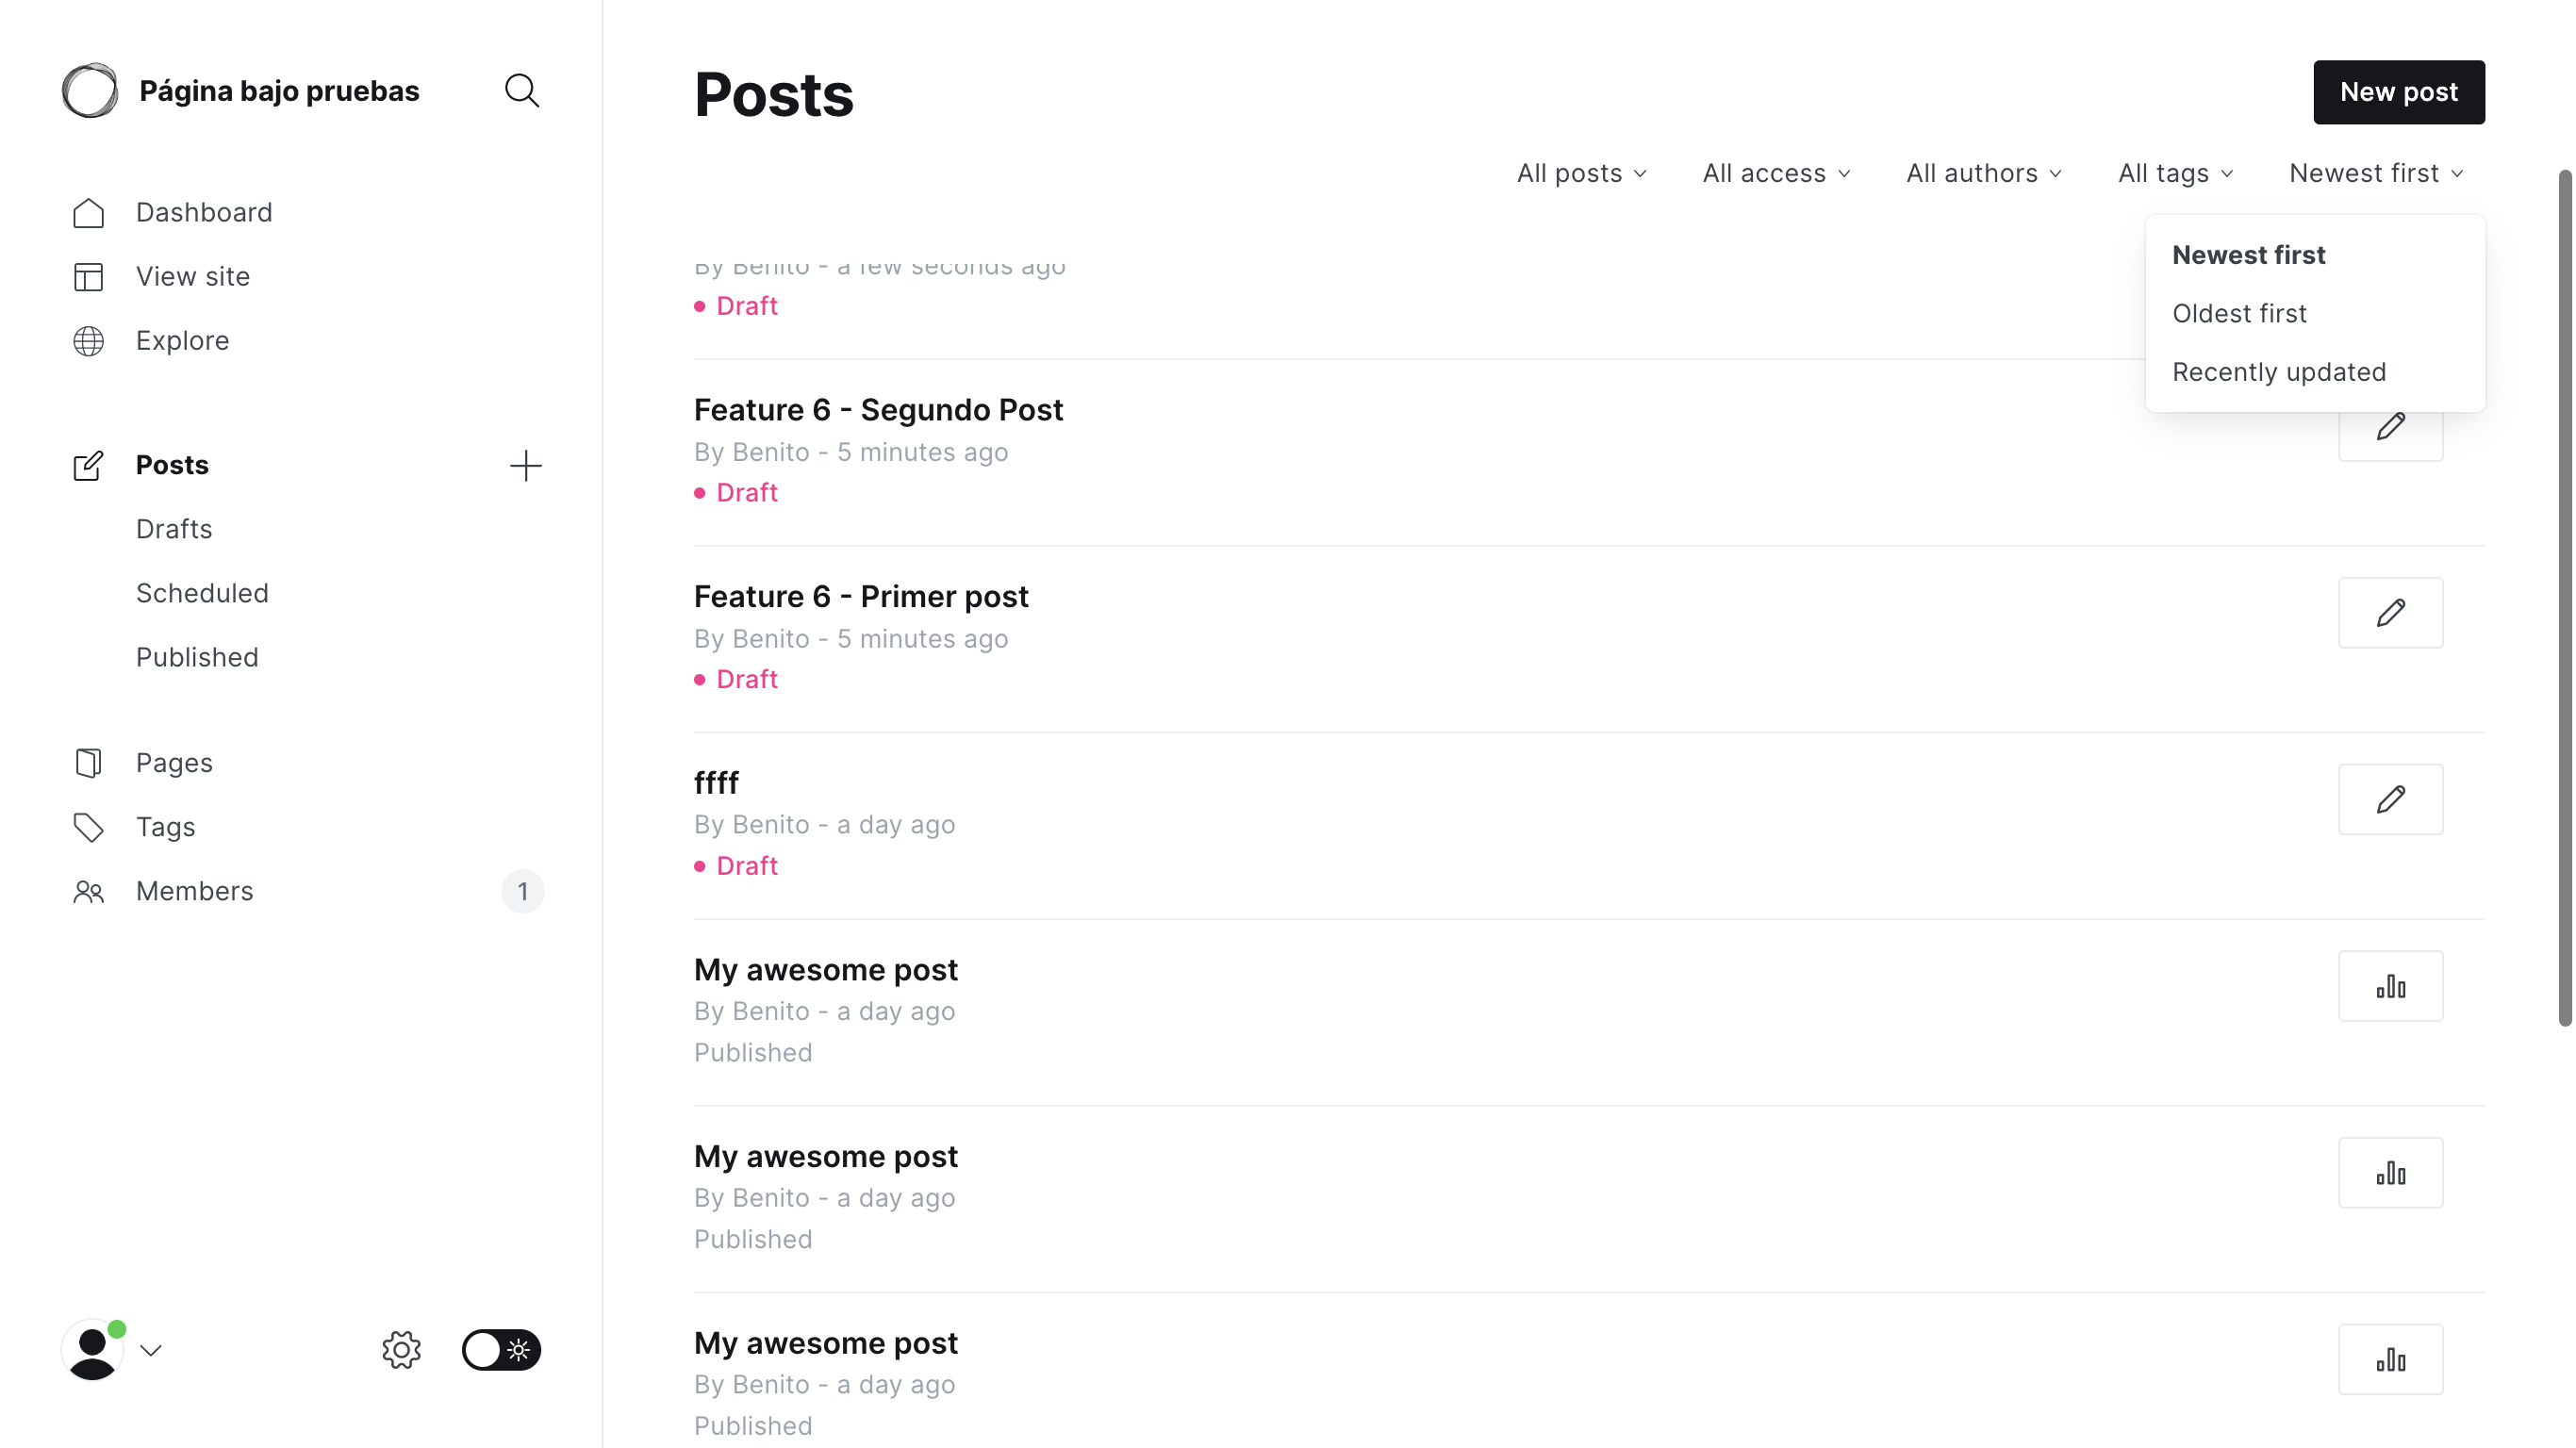 Página bajo pruebas
Dashboard
View site
Explore
Posts
Drafts
Scheduled
Published
Pages
Tags
Members 1
Posts
New post
All posts All access All authors All tags Newest first
Newest first
Oldest first
Recently updated
By Benito - a few seconds ago
Draft
Feature 6 - Segundo Post
By Benito - 5 minutes ago
Draft
Feature 6 - Primer post
By Benito - 5 minutes ago
Draft
ffff
By Benito - a day ago
Draft
My awesome post
By Benito - a day ago
Published
My awesome post
By Benito - a day ago
Published
My awesome post
By Benito - a day ago
Published